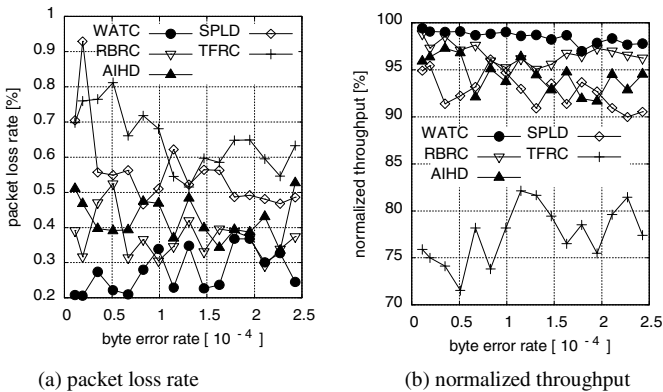 1
0.9
0.8
0.7
0.6
0.5
0.4
0.3
0.2
packet loss rate [%]
WATC
RBRC
AIHD
SPLD
TFRC
0 0.5 1 1.5 2 2.5
byte error rate [ 10 -4 ]
(a) packet loss rate
100
95
90
85
80
75
70
normalized throughput [%]
WATC
RBRC
AIHD
SPLD
TFRC
0 0.5 1 1.5 2 2.5
byte error rate [ 10 -4 ]
(b) normalized throughput